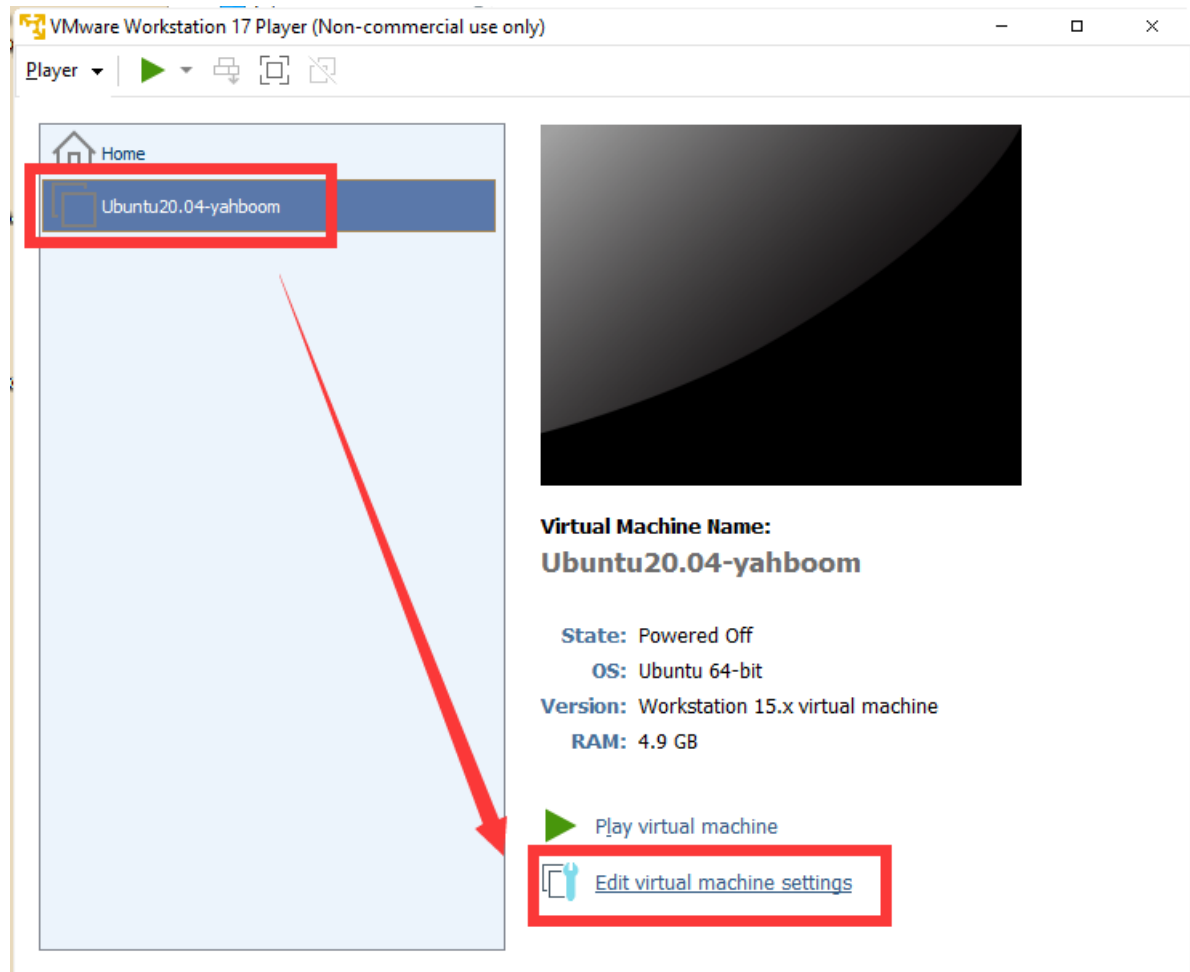 VMware Workstation 17 Player (Non-commercial use only)
Player
Home
Ubuntu20.04-yahboom
Virtual Machine Name:
Ubuntu20.04-yahboom
State: Powered Off
OS: Ubuntu 64-bit
Version: Workstation 15.x virtual machine
RAM: 4.9 GB
Play virtual machine
Edit virtual machine settings